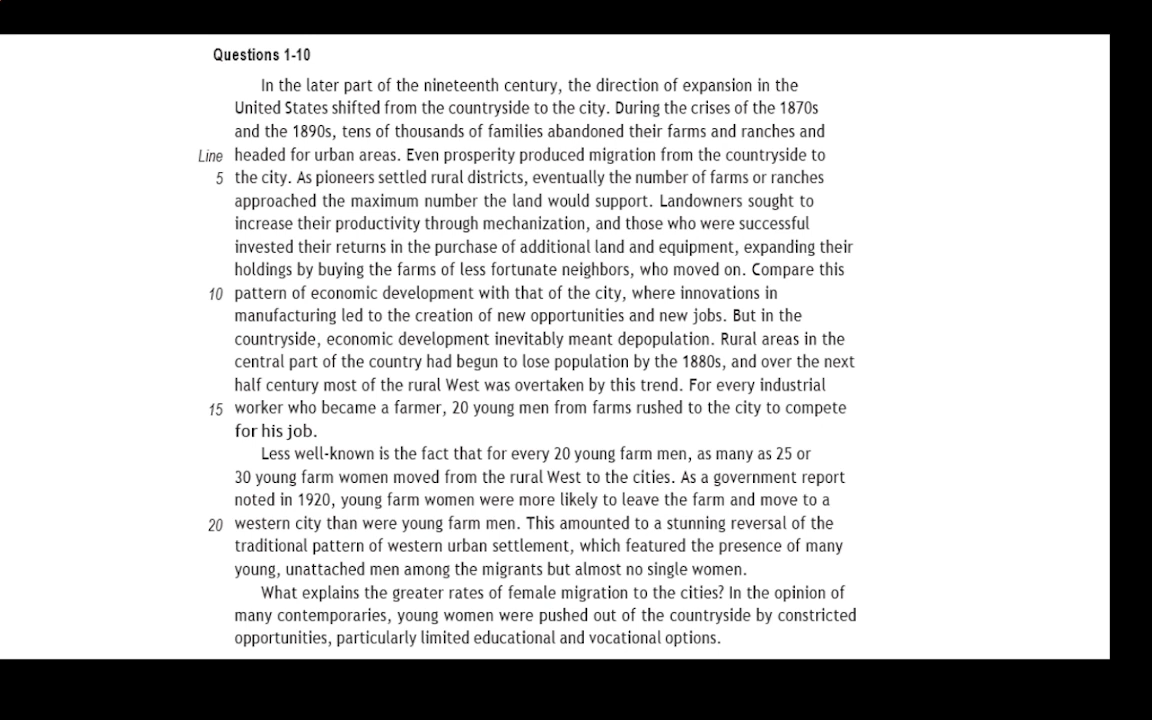 Questions 1-10
In the later part of the nineteenth century, the direction of expansion in the
United States shifted from the countryside to the city. During the crises of the 1870s
and the 1890s, tens of thousands of families abandoned their farms and ranches and
Line headed for urban areas. Even prosperity produced migration from the countryside to
5 the city. As pioneers settled rural districts, eventually the number of farms or ranches
approached the maximum number the land would support. Landowners sought to
increase their productivity through mechanization, and those who were successful
invested their returns in the purchase of additional land and equipment, expanding their
holdings by buying the farms of less fortunate neighbors, who moved on. Compare this
10 pattern of economic development with that of the city, where innovations in
manufacturing led to the creation of new opportunities and new jobs. But in the
countryside, economic development inevitably meant depopulation. Rural areas in the
central part of the country had begun to lose population by the 1880s, and over the next
half century most of the rural West was overtaken by this trend. For every industrial
15 worker who became a farmer, 20 young men from farms rushed to the city to compete
for his job.
Less well-known is the fact that for every 20 young farm men, as many as 25 or
30 young farm women moved from the rural West to the cities. As a government report
noted in 1920, young farm women were more likely to leave the farm and move to a
20 western city than were young farm men. This amounted to a stunning reversal of the
traditional pattern of western urban settlement, which featured the presence of many
young, unattached men among the migrants but almost no single women.
What explains the greater rates of female migration to the cities? In the opinion of
many contemporaries, young women were pushed out of the countryside by constricted
opportunities, particularly limited educational and vocational options.